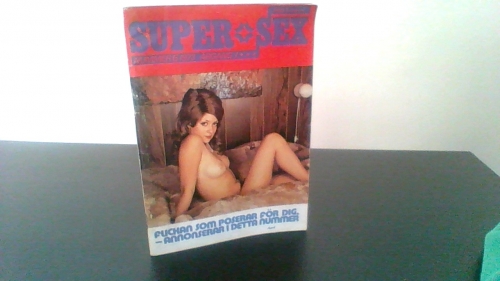 SUPER SEX
FLICKAN SOM POSERAR FÖR DIG,
– ANNONSERAR I DETTA NUMMER